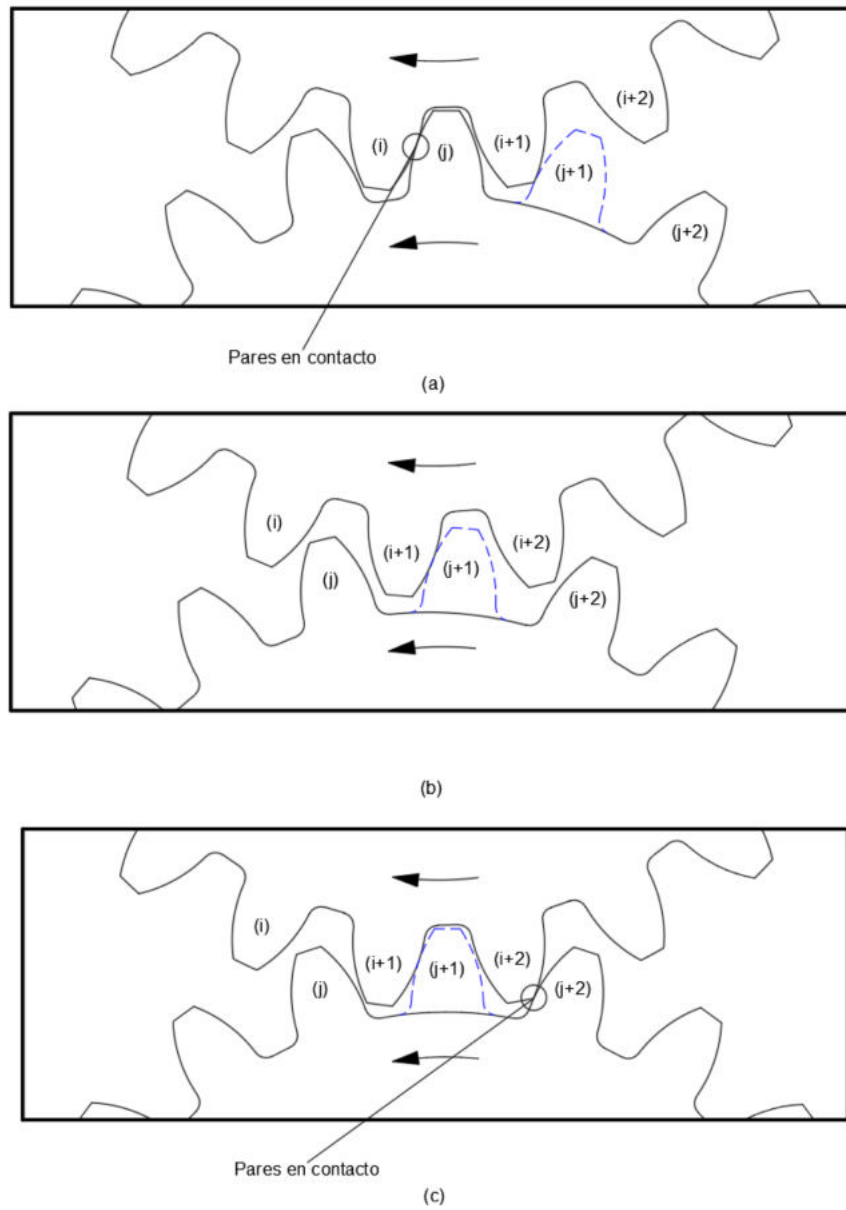 (i+2)
(i)
(j)
(i+1)
(j+1)
(j+2)
Pares en contacto
(a)
(i)
(i+1)
(i+2)
(j)
(j+1)
(j+2)
(b)
(i)
(i+1)
(j+1)
(i+2)
(j)
(j+2)
Pares en contacto
(c)